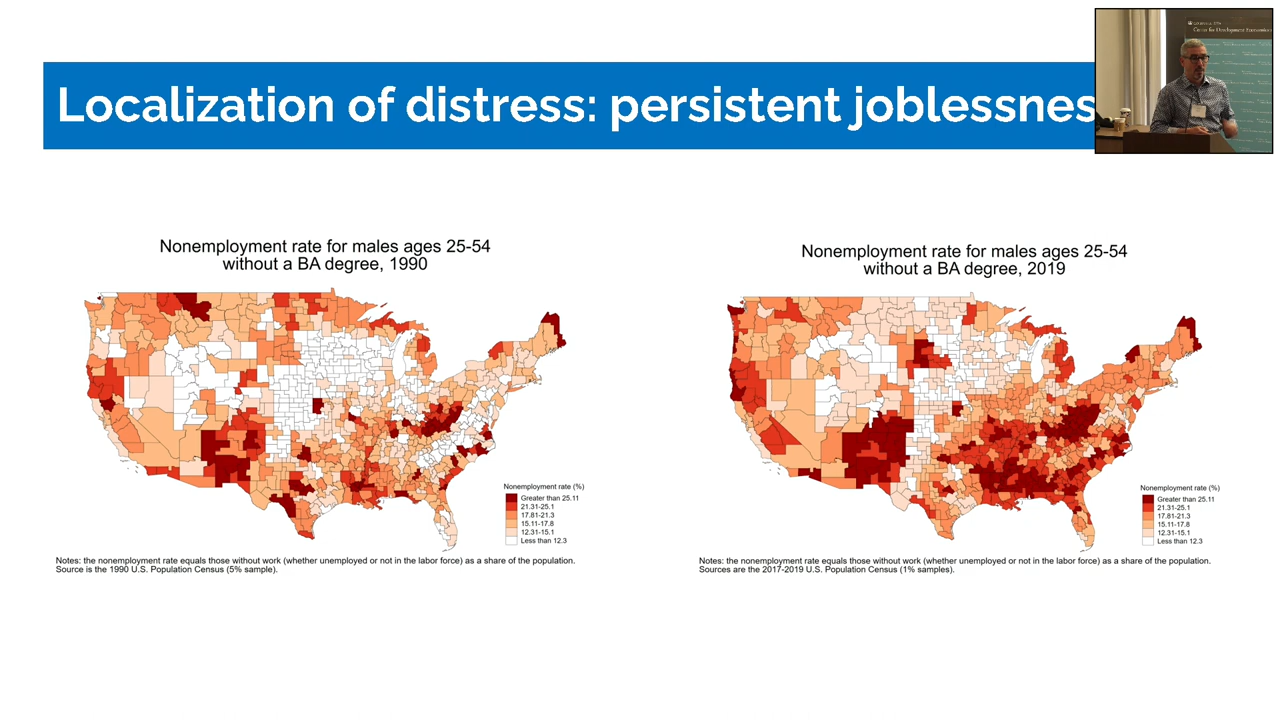 Localization of distress: persistent joblessnes
Center for Development Economics
Nonemployment rate for males ages 25-54
without a BA degree, 1990
Nonemployment rate (%)
Greater than 25.11
21.31-25.1
17.81-21.3
15.11-17.8
12.31-15.1
Less than 12.3
Notes: the nonemployment rate equals those without work (whether unemployed or not in the labor force) as a share of the population.
Source is the 1990 U.S. Population Census (5% sample).
Nonemployment rate for males ages 25-54
without a BA degree, 2019
Nonemployment rate (%)
Greater than 25.11
21.31-25.1
17.81-21.3
15.11-17.8
12.31-15.1
Less than 12.3
Notes: the nonemployment rate equals those without work (whether unemployed or not in the labor force) as a share of the population.
Sources are the 2017-2019 U.S. Population Census (1% samples).